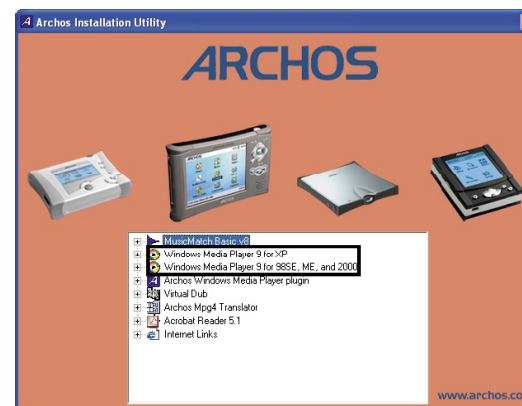 Archos Installation Utility
ARCHOS
MusicMatch Basic v8
Windows Media Player 9 for XP
Windows Media Player 9 for 98SE, ME, and 2000
Archos Windows Media Player plugin
Virtual Dub
Archos Mpg4 Translator
Acrobat Reader 5.1
Internet Links
www.archos.co